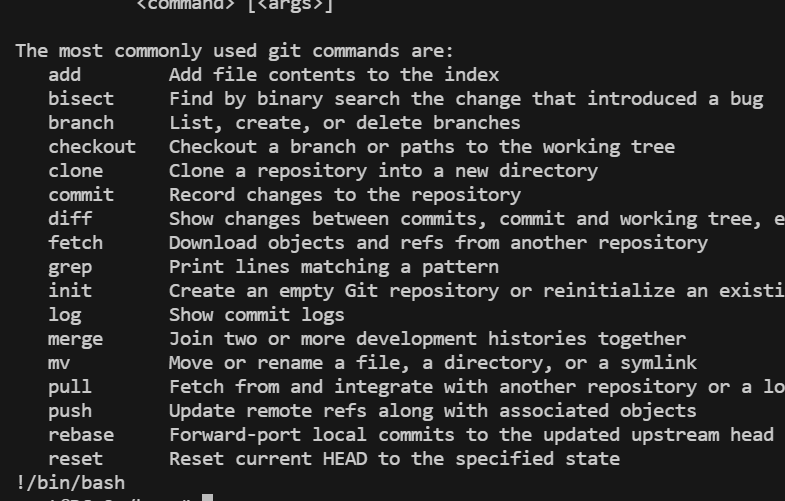 <command> [<args>]
The most commonly used git commands are:
add Add file contents to the index
bisect Find by binary search the change that introduced a bug
branch List, create, or delete branches
checkout Checkout a branch or paths to the working tree
clone Clone a repository into a new directory
commit Record changes to the repository
diff Show changes between commits, commit and working tree, e
fetch Download objects and refs from another repository
grep Print lines matching a pattern
init Create an empty Git repository or reinitialize an existi
log Show commit logs
merge Join two or more development histories together
mv Move or rename a file, a directory, or a symlink
pull Fetch from and integrate with another repository or a lo
push Update remote refs along with associated objects
rebase Forward-port local commits to the updated upstream head
reset Reset current HEAD to the specified state
!/bin/bash